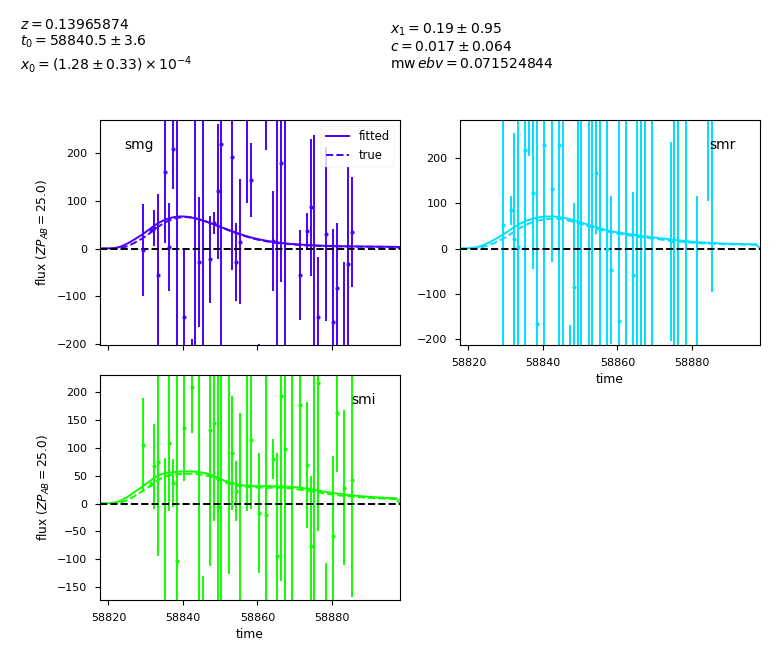 z = 0.13965874
t₀ = 58840.5 ± 3.6
x₀ = (1.28 ± 0.33) × 10⁻⁴
x₁ = 0.19 ± 0.95
c = 0.017 ± 0.064
mw ebv = 0.071524844
smg
fitted
true
200
100
0
−100
−200
flux (ZP_AB = 25.0)
smr
200
100
0
−100
−200
58820 58840 58860 58880
time
smi
200
150
100
50
0
−50
−100
−150
flux (ZP_AB = 25.0)
58820 58840 58860 58880
time